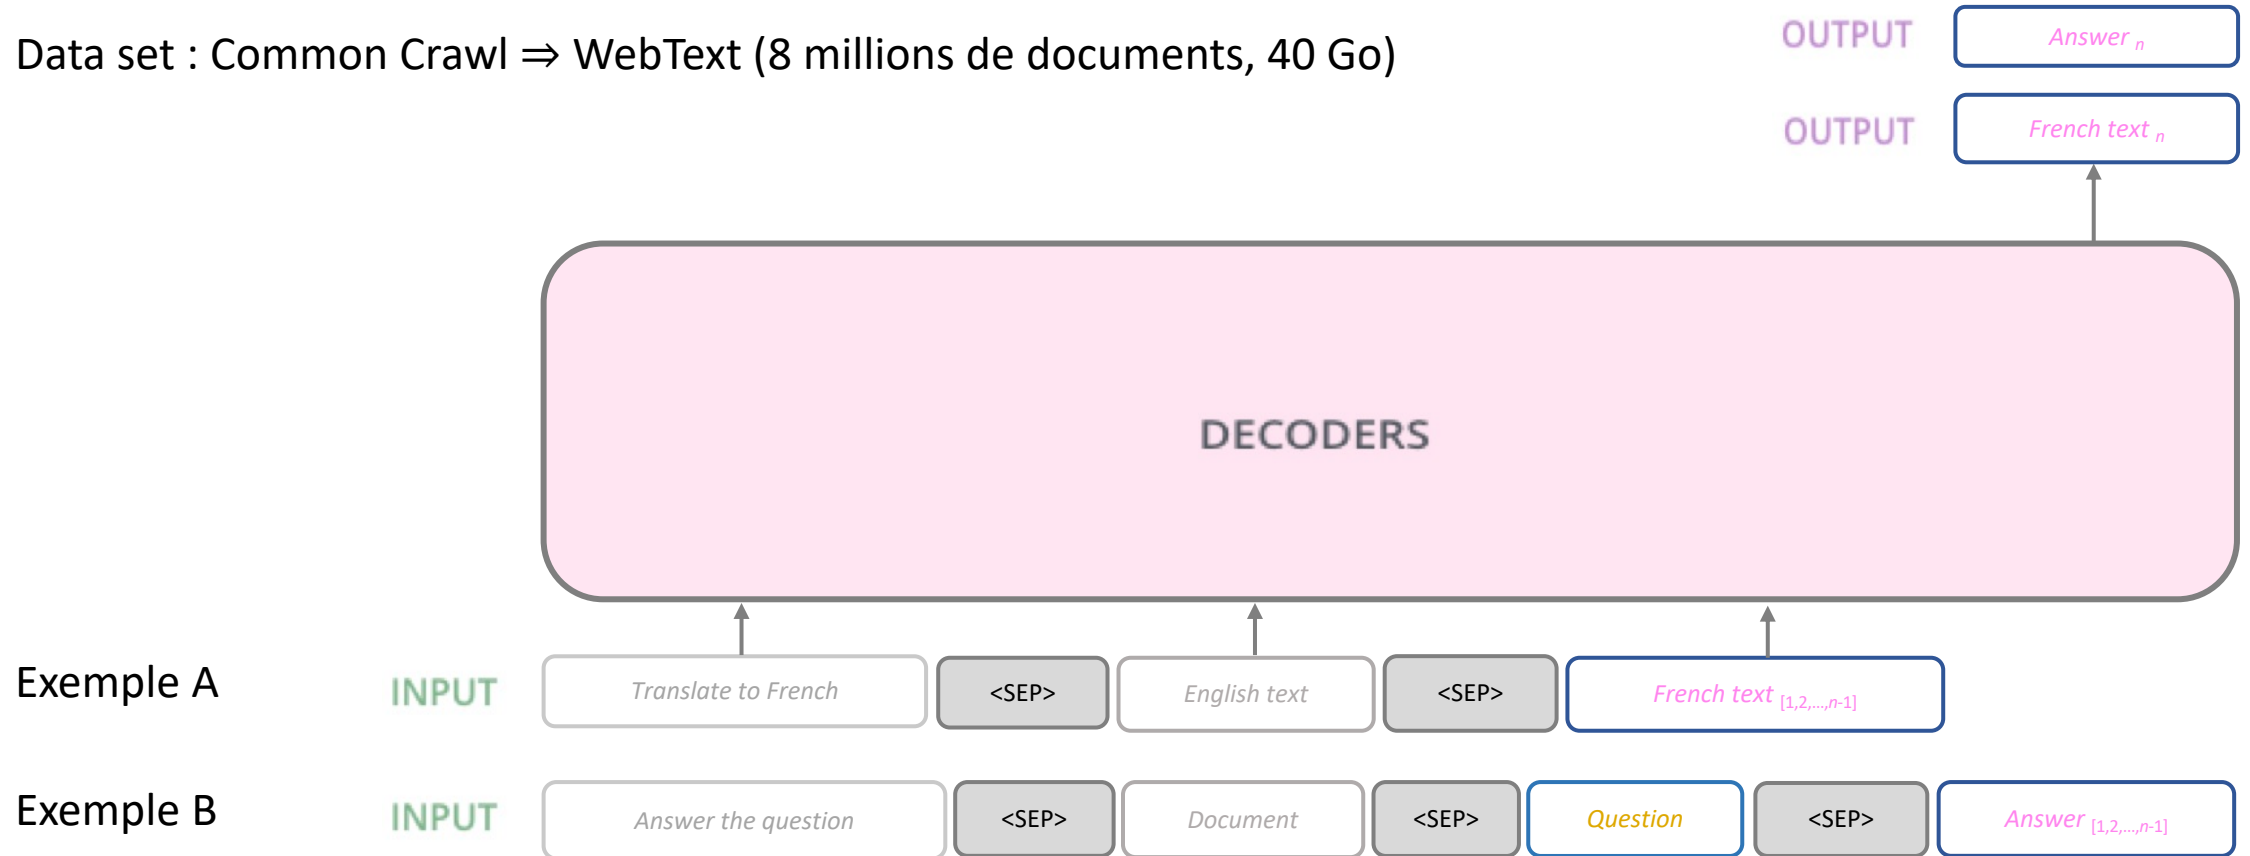 Data set : Common Crawl ⇒ WebText (8 millions de documents, 40 Go)
OUTPUT Answer n
OUTPUT French text n
DECODERS
Exemple A INPUT Translate to French <SEP> English text <SEP> French text [1,2,...,n-1]
Exemple B INPUT Answer the question <SEP> Document <SEP> Question <SEP> Answer [1,2,...,n-1]